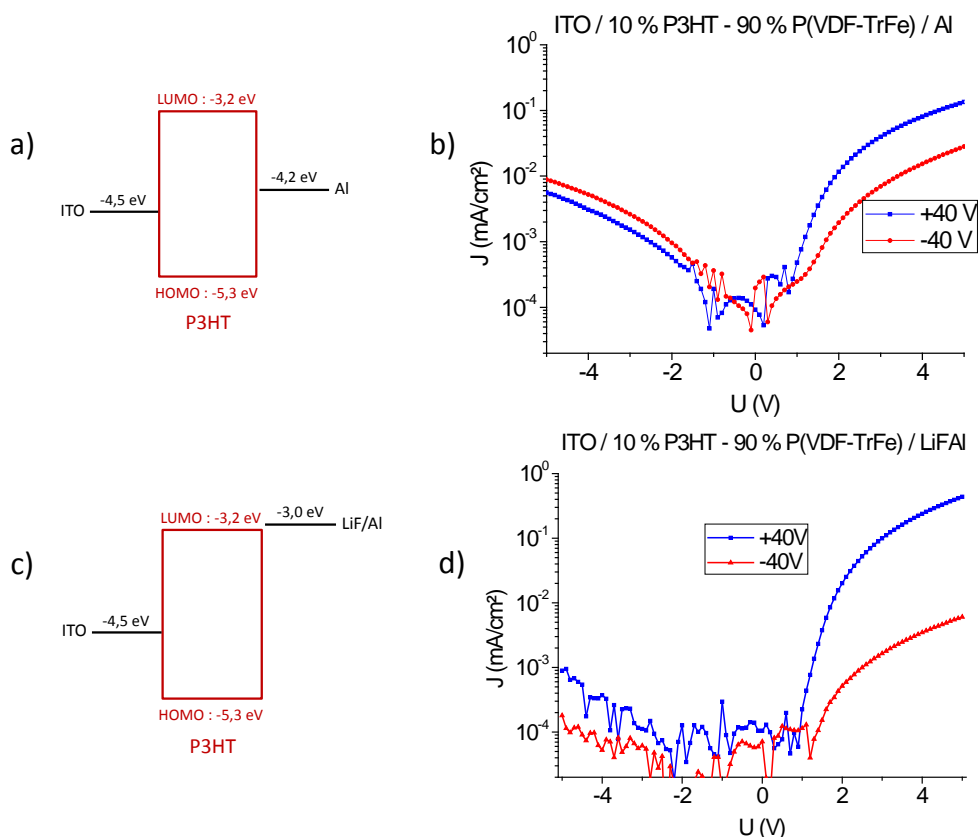 a)
LUMO : -3,2 eV
-4,5 eV
ITO
-4,2 eV
Al
HOMO : -5,3 eV
P3HT
b)
ITO / 10 % P3HT - 90 % P(VDF-TrFe) / Al
J (mA/cm²)
10⁰
10⁻¹
10⁻²
10⁻³
10⁻⁴
+40 V
-40 V
-4 -2 0 2 4
U (V)
c)
LUMO : -3,2 eV
-3,0 eV
LiF/Al
-4,5 eV
ITO
HOMO : -5,3 eV
P3HT
d)
ITO / 10 % P3HT - 90 % P(VDF-TrFe) / LiFAl
J (mA/cm²)
10⁰
10⁻¹
10⁻²
10⁻³
10⁻⁴
+40V
-40V
-4 -2 0 2 4
U (V)